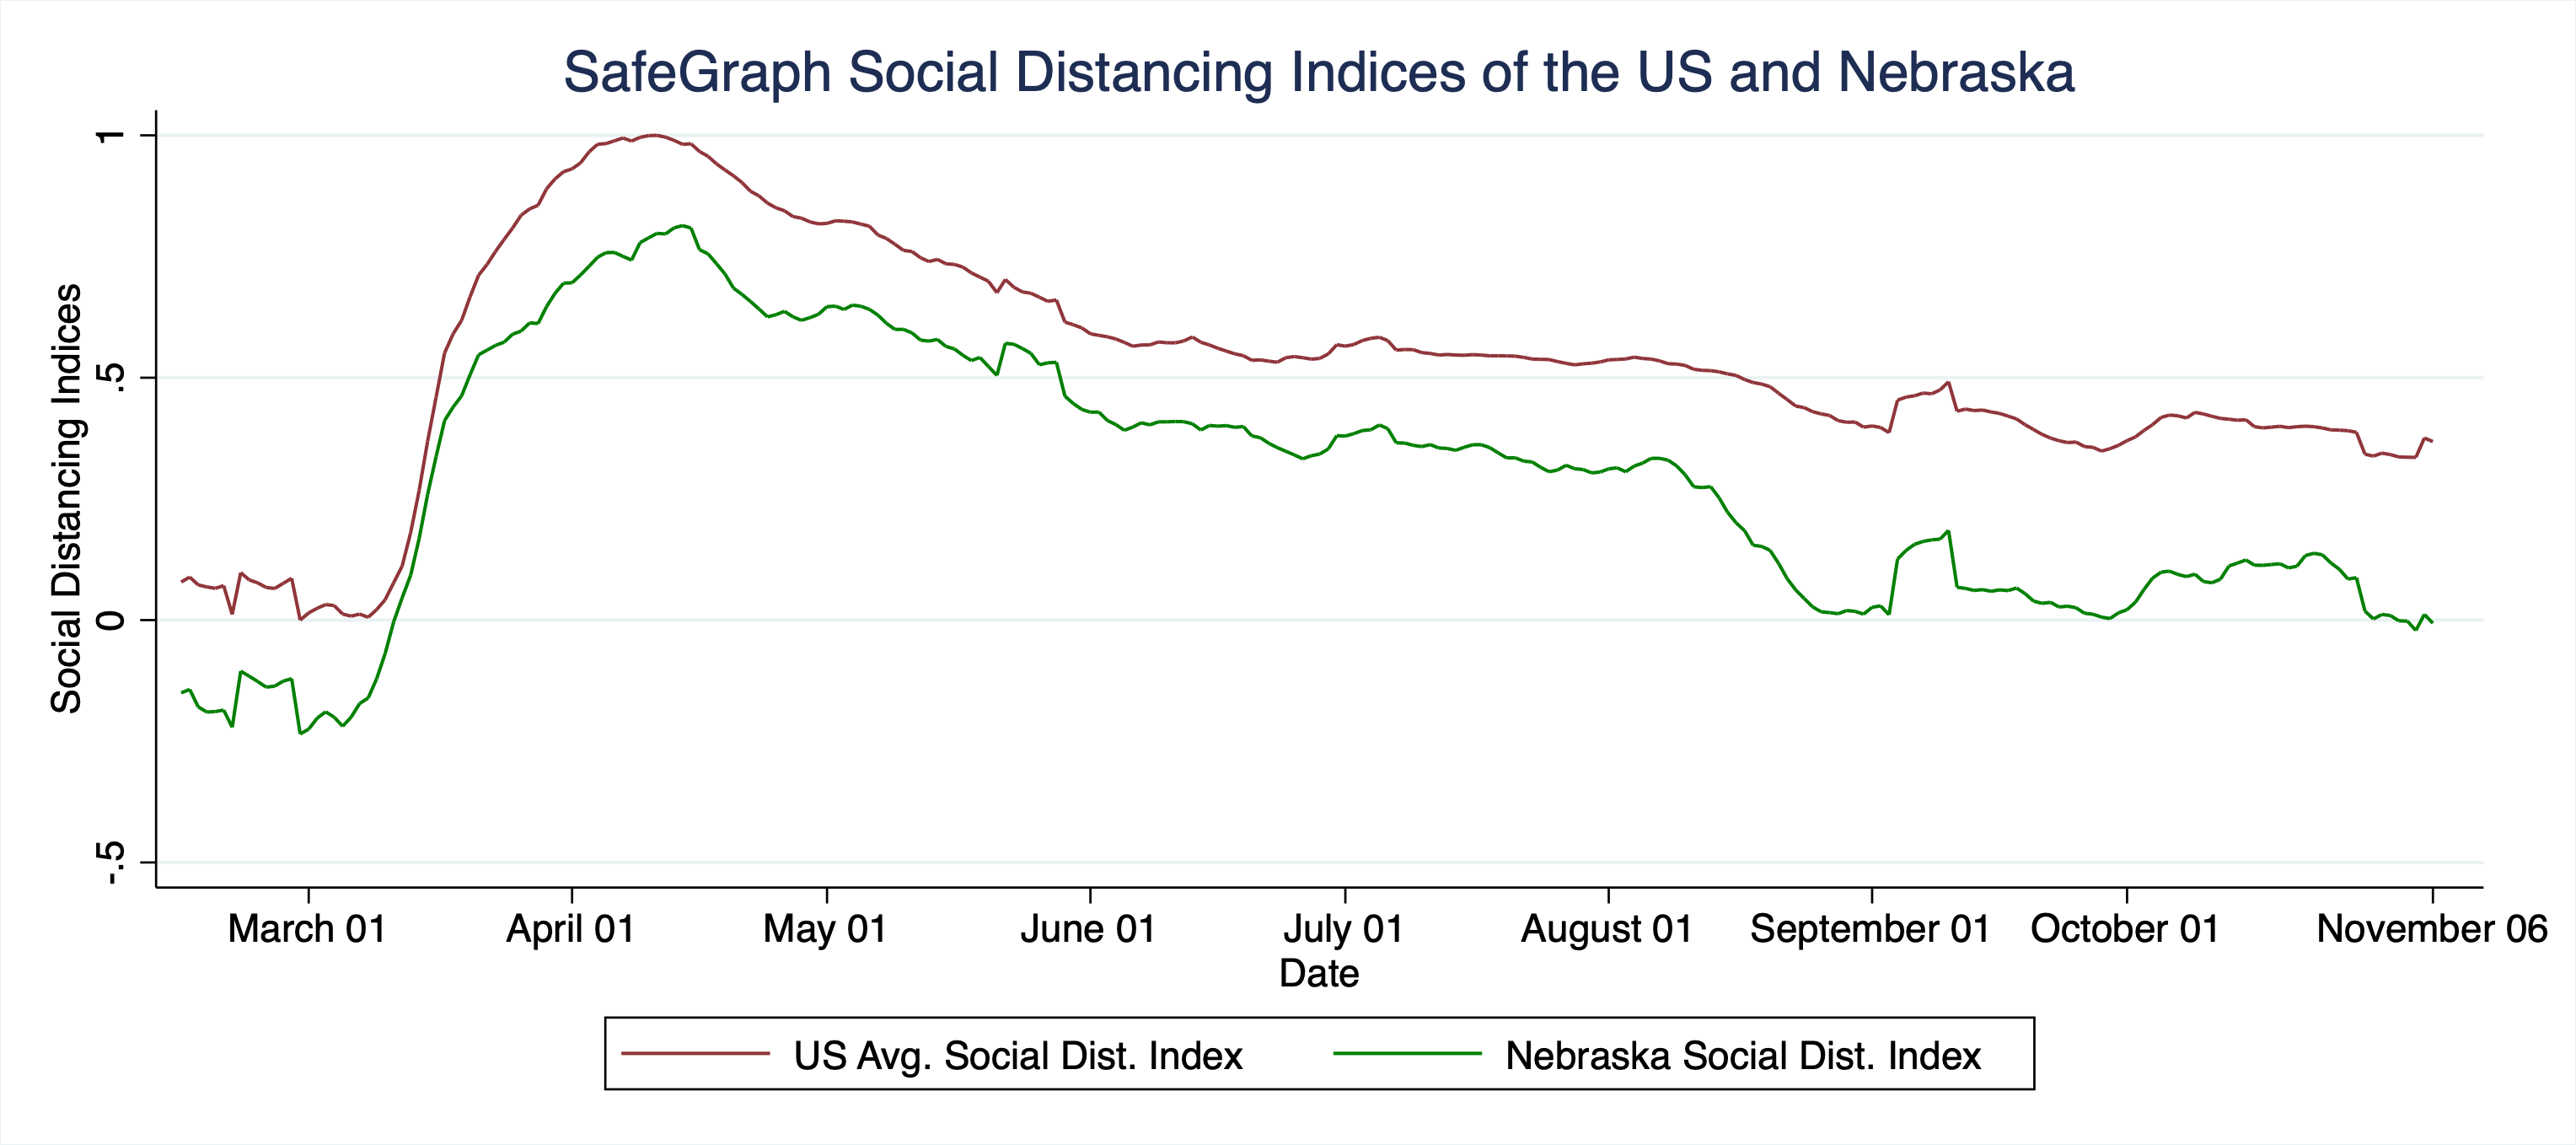 SafeGraph Social Distancing Indices of the US and Nebraska
Social Distancing Indices
1
.5
0
-.5
March 01 April 01 May 01 June 01 July 01 August 01 September 01 October 01 November 06
Date
US Avg. Social Dist. Index Nebraska Social Dist. Index